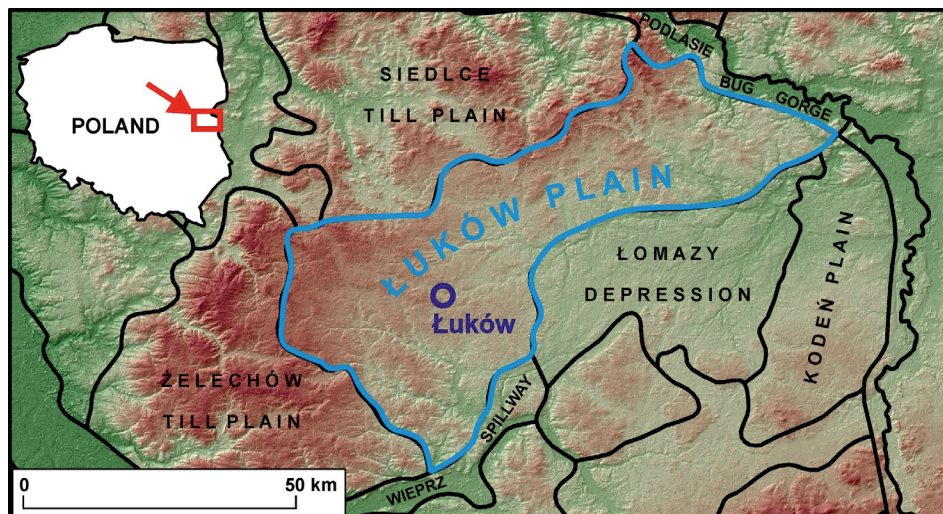 PODLASIE
BUG GORGE
SIEDLCE
TILL PLAIN
POLAND
ŁUKÓW PLAIN
ŁOMAZY
DEPRESSION
KODEŃ PLAIN
Łuków
ŻELECHÓW
TILL PLAIN
WIEPRZ
SPILLWAY
0
50 km